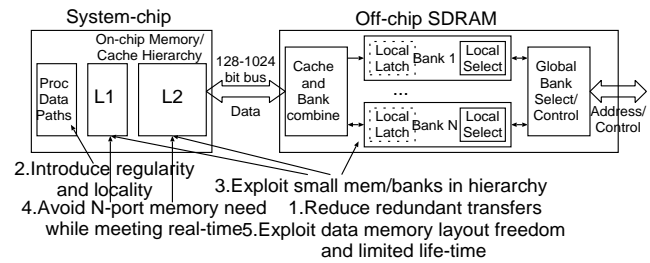 System-chip
Off-chip SDRAM
On-chip Memory/
Cache Hierarchy
Proc
Data
Paths
L1
L2
128-1024
bit bus
Data
Cache
and
Bank
combine
Local
Latch
Bank 1
Local
Select
...
Local
Latch
Bank N
Local
Select
Global
Bank
Select/
Control
Address/
Control
2.Introduce regularity
and locality
3.Exploit small mem/banks in hierarchy
4.Avoid N-port memory need
while meeting real-time
1.Reduce redundant transfers
5.Exploit data memory layout freedom
and limited life-time